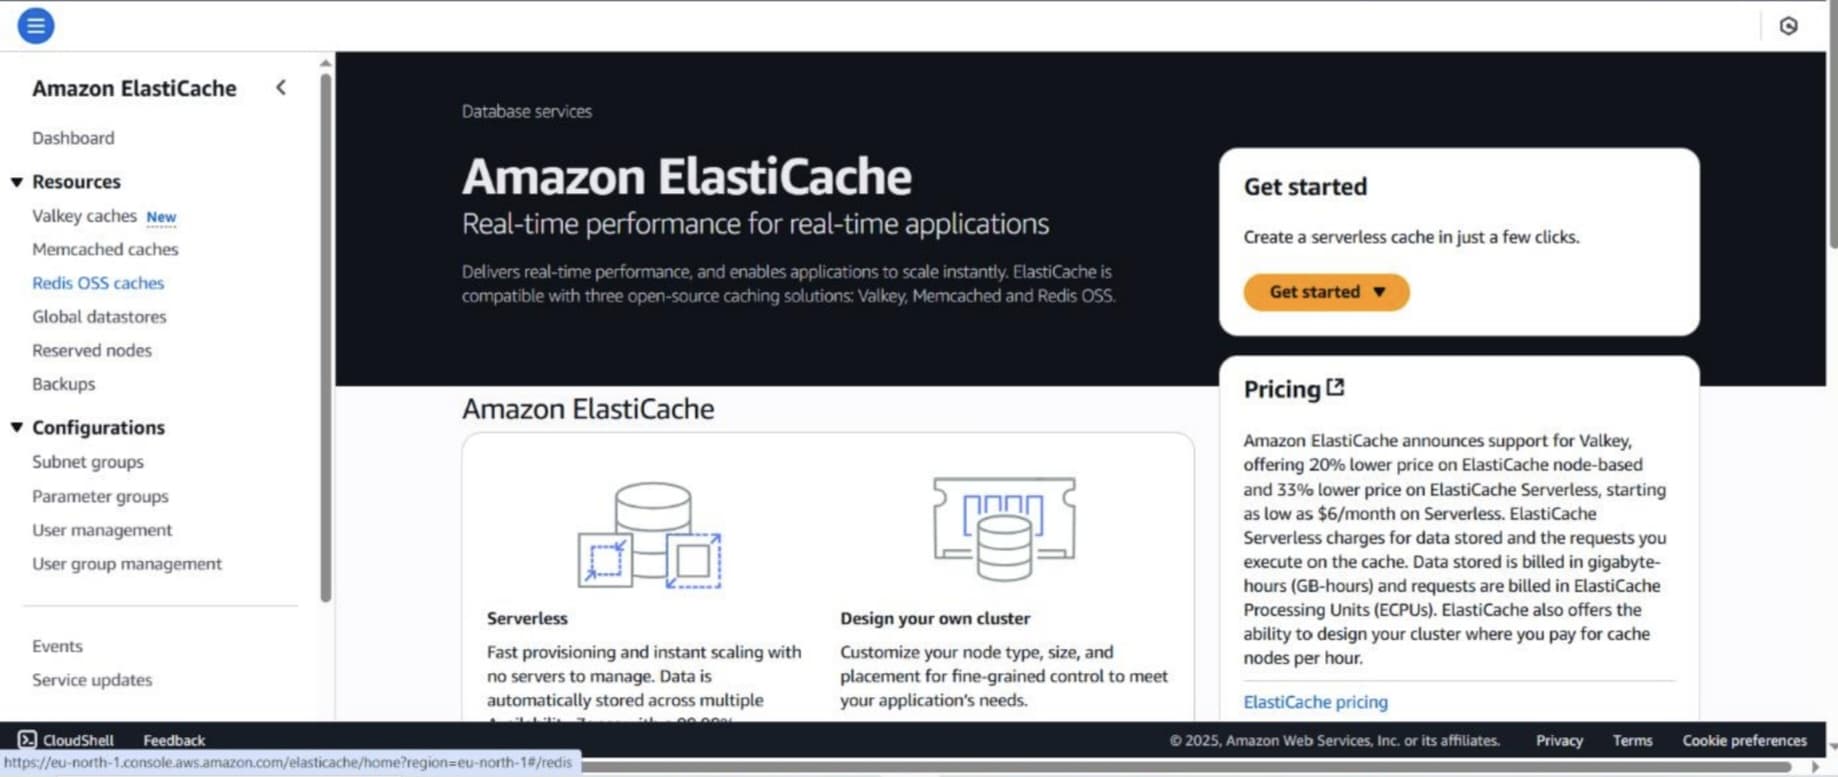 Amazon ElastiCache
Dashboard
Resources
Valkey caches New
Memcached caches
Redis OSS caches
Global datastores
Reserved nodes
Backups
Configurations
Subnet groups
Parameter groups
User management
User group management
Events
Service updates
Database services
Amazon ElastiCache
Real-time performance for real-time applications
Delivers real-time performance, and enables applications to scale instantly. ElastiCache is
compatible with three open-source caching solutions: Valkey, Memcached and Redis OSS.
Get started
Create a serverless cache in just a few clicks.
Get started
Amazon ElastiCache
Serverless
Fast provisioning and instant scaling with
no servers to manage. Data is
automatically stored across multiple
Design your own cluster
Customize your node type, size, and
placement for fine-grained control to meet
your application's needs.
Pricing
Amazon ElastiCache announces support for Valkey,
offering 20% lower price on ElastiCache node-based
and 33% lower price on ElastiCache Serverless, starting
as low as $6/month on Serverless. ElastiCache
Serverless charges for data stored and the requests you
execute on the cache. Data stored is billed in gigabyte-
hours (GB-hours) and requests are billed in ElastiCache
Processing Units (ECPUs). ElastiCache also offers the
ability to design your cluster where you pay for cache
nodes per hour.
ElastiCache pricing
CloudShell Feedback
© 2025, Amazon Web Services, Inc. or its affiliates. Privacy Terms Cookie preferences
https://eu-north-1.console.aws.amazon.com/elasticache/home?region=eu-north-1#/redis